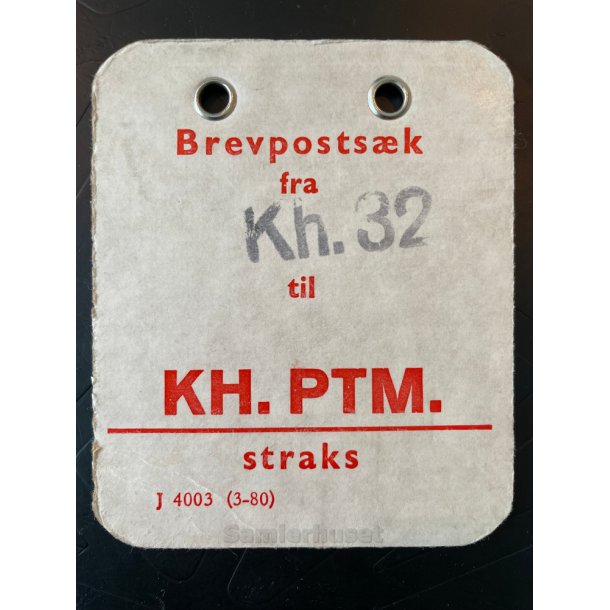 Brevpostsæk
fra
Kh. 32
til
KH. PTM.
straks
J 4003 (3-80)
Samlerhuset